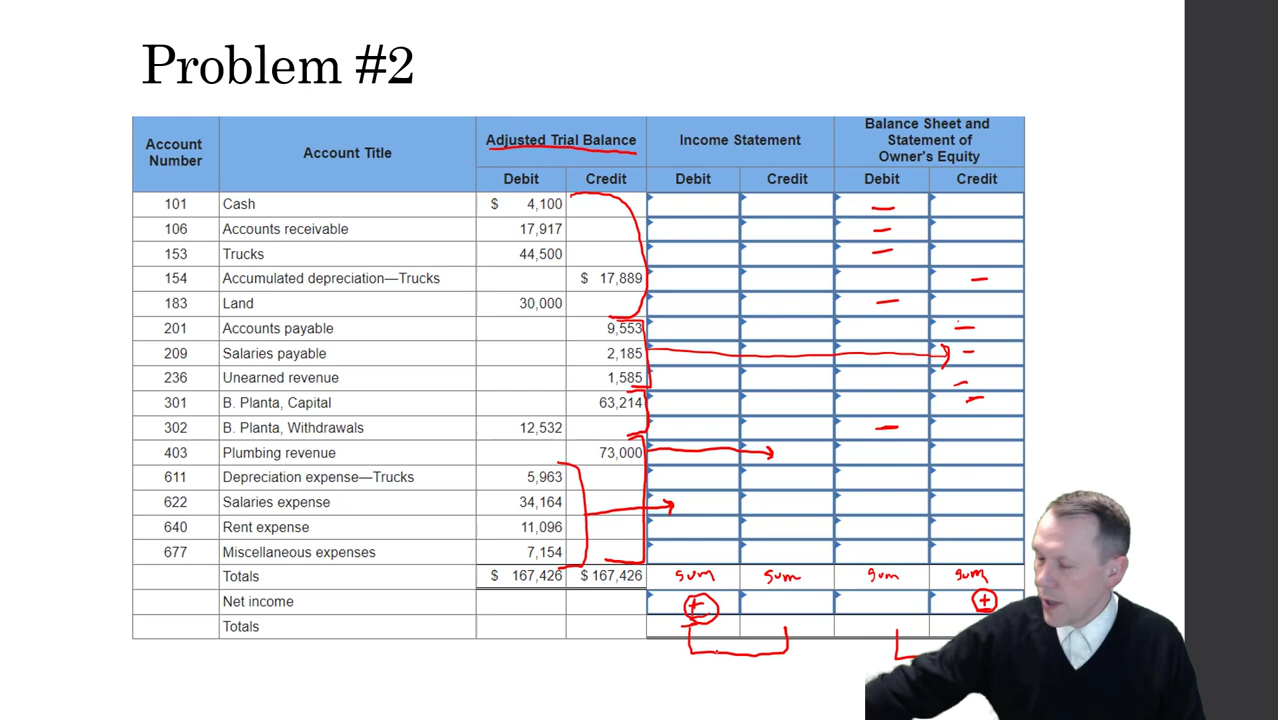 Problem #2
Account Number Account Title Adjusted Trial Balance Income Statement Balance Sheet and Statement of Owner's Equity
Debit Credit Debit Credit Debit Credit
101 Cash $ 4,100
106 Accounts receivable 17,917
153 Trucks 44,500
154 Accumulated depreciation—Trucks $ 17,889
183 Land 30,000
201 Accounts payable 9,553
209 Salaries payable 2,185
236 Unearned revenue 1,585
301 B. Planta, Capital 63,214
302 B. Planta, Withdrawals 12,532
403 Plumbing revenue 73,000
611 Depreciation expense—Trucks 5,963
622 Salaries expense 34,164
640 Rent expense 11,096
677 Miscellaneous expenses 7,154
Totals $ 167,426 $ 167,426 sum sum sum sum
Net income + +
Totals